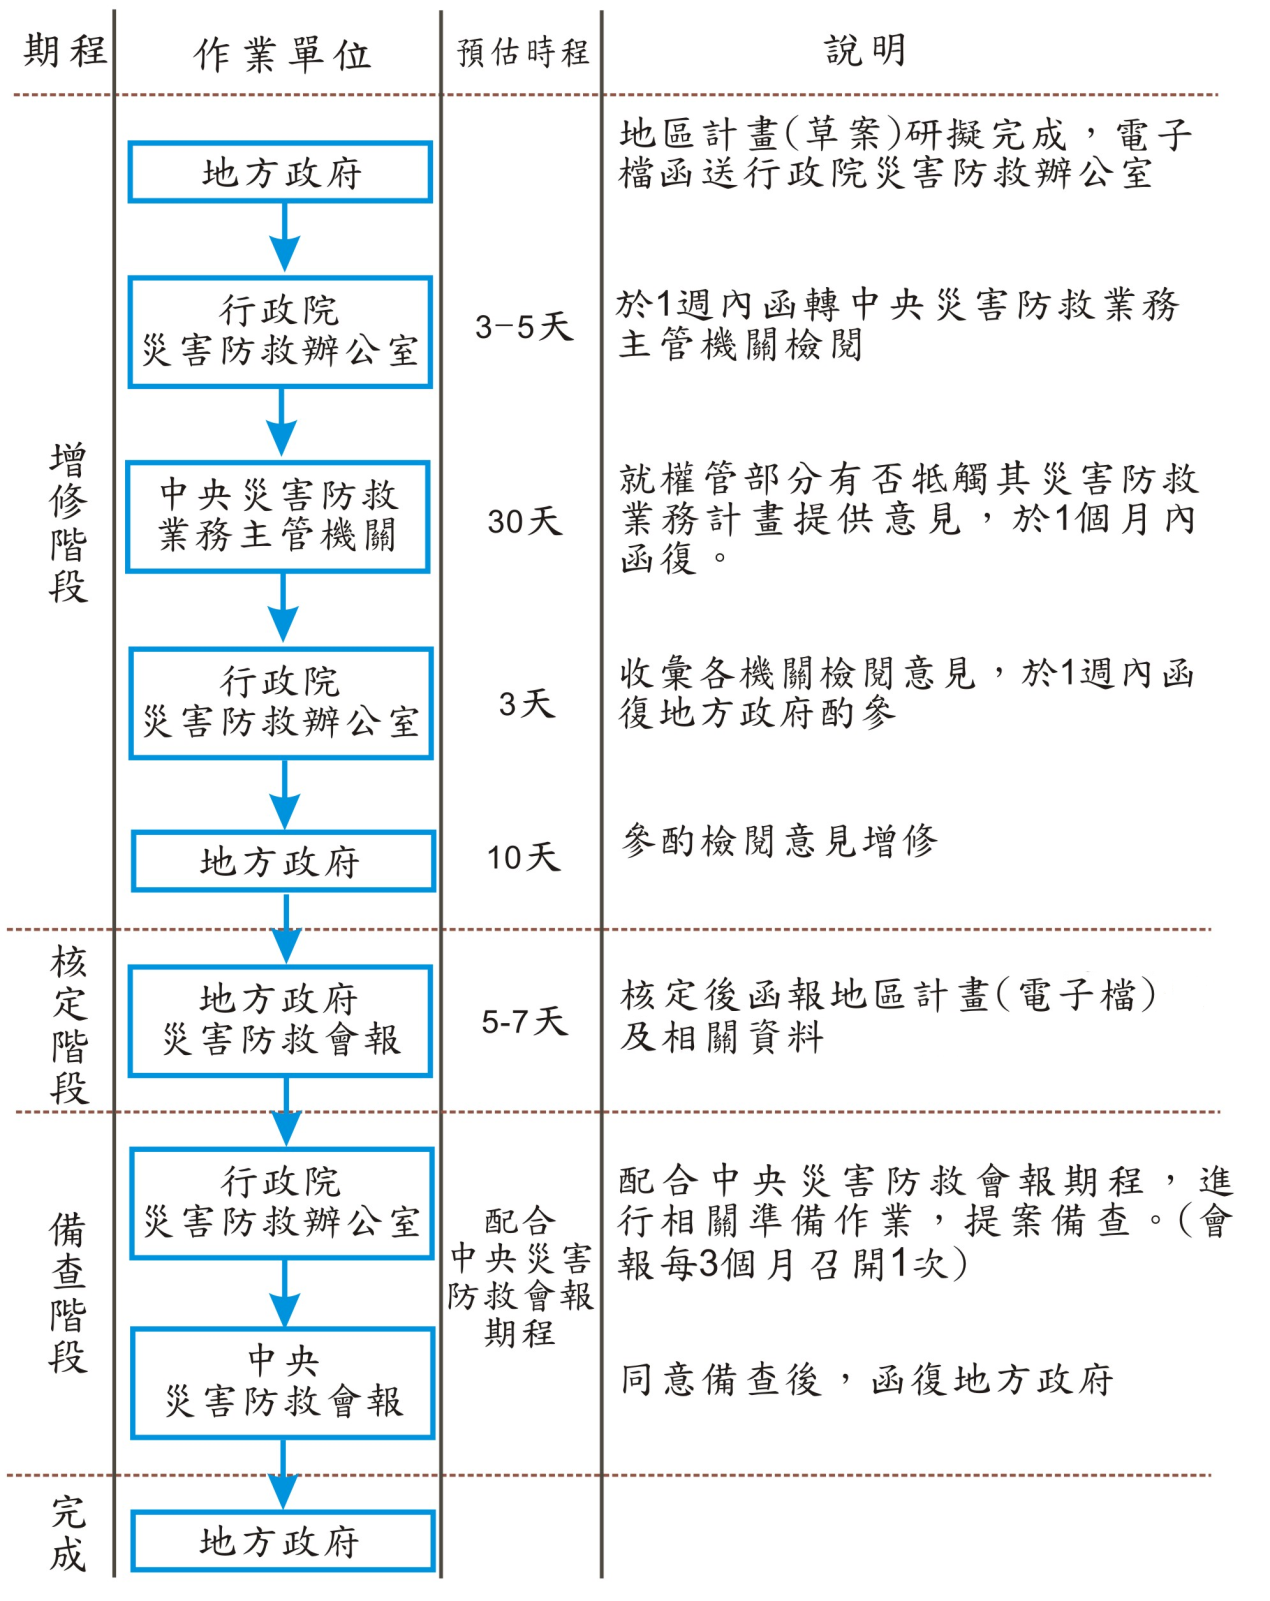 期程 作業單位 預估時程 說明
增修階段
地方政府
地區計畫(草案)研擬完成，電子
檔函送行政院災害防救辦公室
行政院
災害防救辦公室
3-5天
於1週內函轉中央災害防救業務
主管機關檢閱
中央災害防救
業務主管機關
30天
就權管部分有否牴觸其災害防救
業務計畫提供意見，於1個月內
函復。
行政院
災害防救辦公室
3天
收彙各機關檢閱意見，於1週內函
復地方政府酌參
地方政府
10天
參酌檢閱意見增修
核定階段
地方政府
災害防救會報
5-7天
核定後函報地區計畫(電子檔)
及相關資料
備查階段
行政院
災害防救辦公室
配合
中央災害
防救會報
期程
配合中央災害防救會報期程，進
行相關準備作業，提案備查。(會
報每3個月召開1次)
中央
災害防救會報
同意備查後，函復地方政府
完成
地方政府